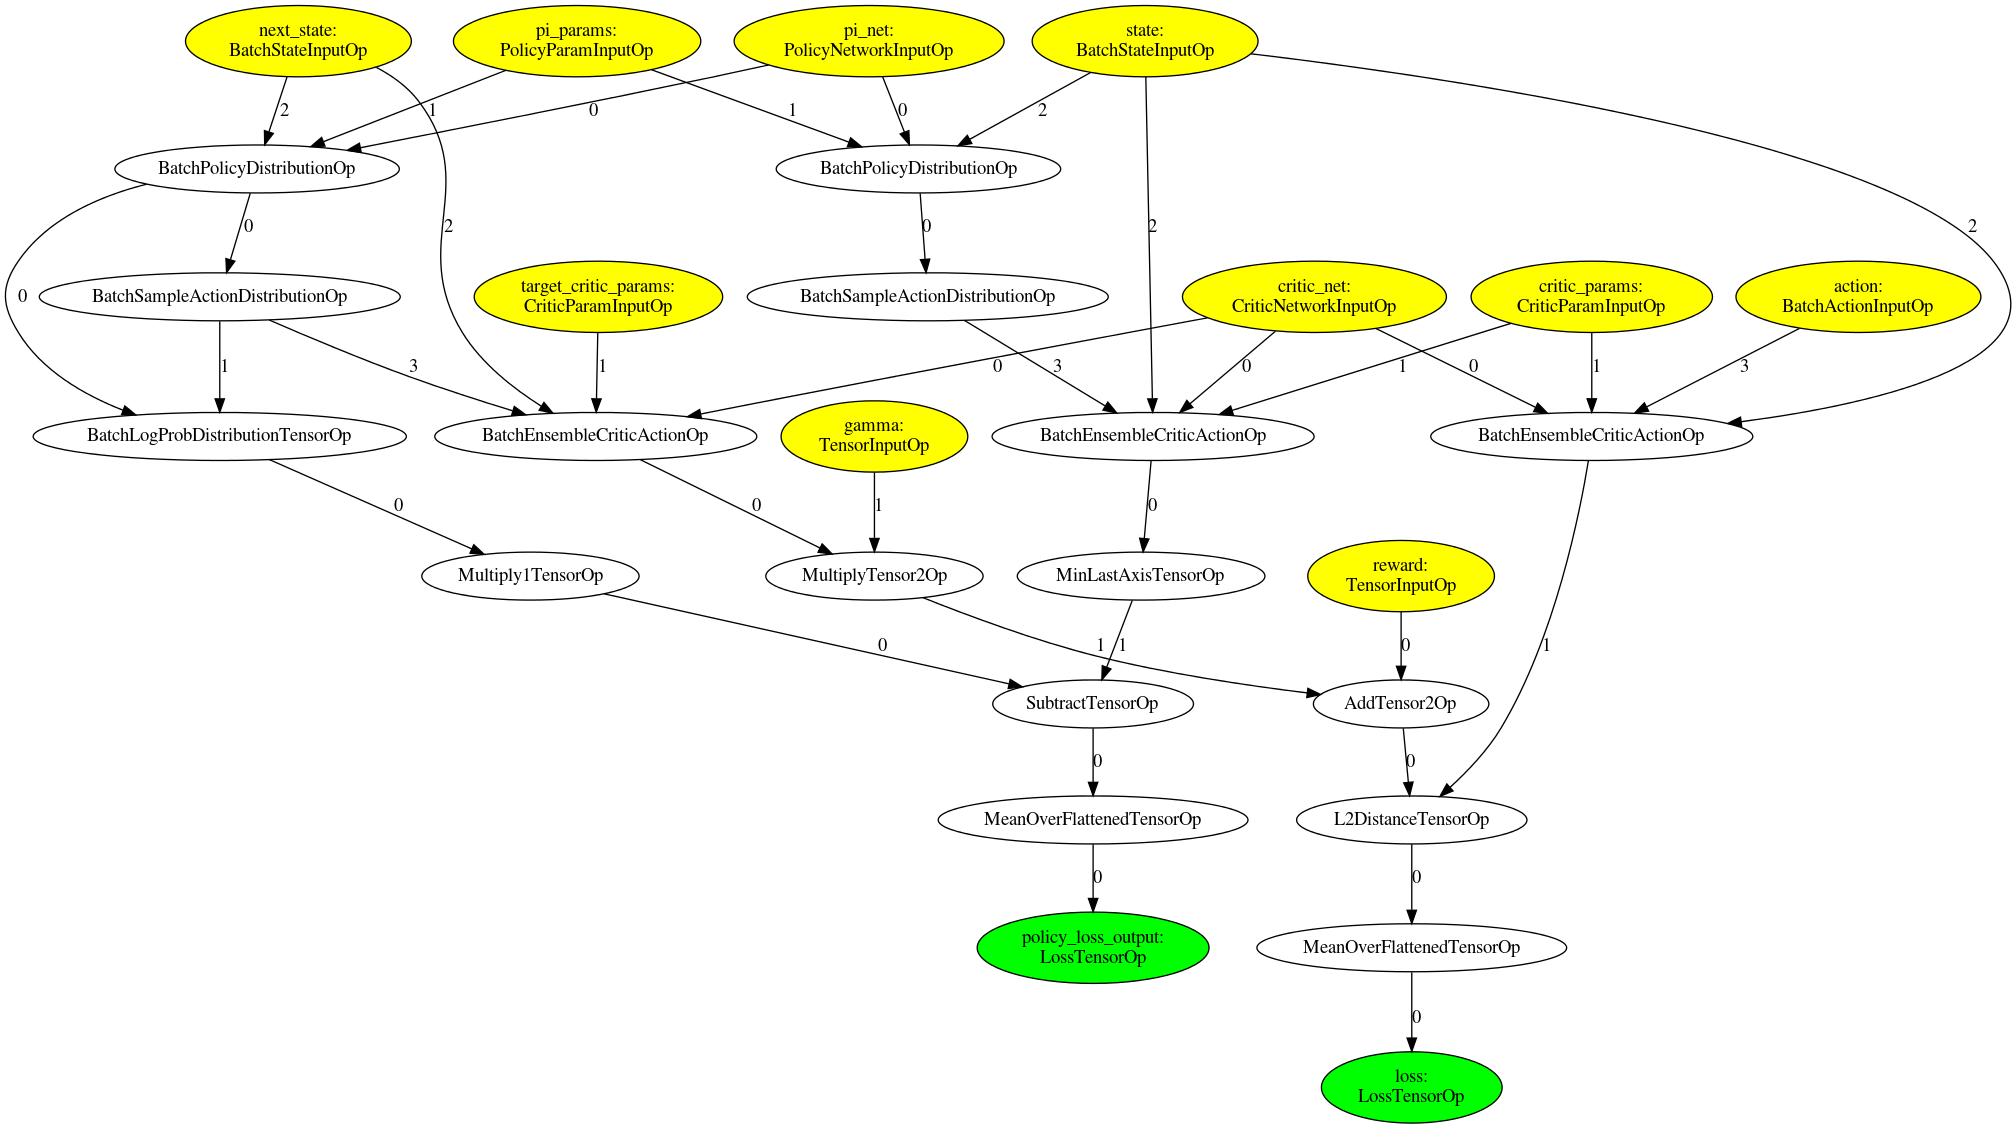 next_state:
BatchStateInputOp
pi_params:
PolicyParamInputOp
pi_net:
PolicyNetworkInputOp
state:
BatchStateInputOp
2
1
0
1
0
2
BatchPolicyDistributionOp
BatchPolicyDistributionOp
0
2
0
2
2
0
BatchSampleActionDistributionOp
target_critic_params:
CriticParamInputOp
BatchSampleActionDistributionOp
critic_net:
CriticNetworkInputOp
critic_params:
CriticParamInputOp
action:
BatchActionInputOp
1
3
1
0
3
0
1
0
1
3
BatchLogProbDistributionTensorOp
BatchEnsembleCriticActionOp
gamma:
TensorInputOp
BatchEnsembleCriticActionOp
BatchEnsembleCriticActionOp
0
0
1
0
Multiply1TensorOp
MultiplyTensor2Op
MinLastAxisTensorOp
reward:
TensorInputOp
0
1
1
0
1
SubtractTensorOp
AddTensor2Op
0
0
MeanOverFlattenedTensorOp
L2DistanceTensorOp
0
0
policy_loss_output:
LossTensorOp
MeanOverFlattenedTensorOp
0
loss:
LossTensorOp